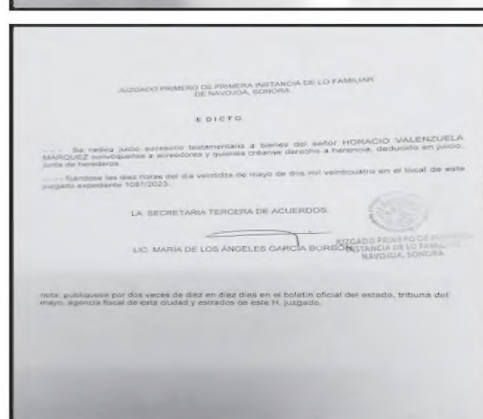 JUZGADO PRIMERO DE PRIMERA INSTANCIA DE LO FAMILIAR
DE NAVOJOA, SONORA.
E D I C T O.
- - - - Se radica juicio sucesorio testamentario a bienes del señor HORACIO VALENZUELA
MARQUEZ convóquense a acreedores y quienes créanse derecho a herencia, deducirlo en juicio,
junta de herederos.
- - - - fijándose las diez horas del día veintidós de mayo de dos mil veinticuatro en el local de este
juzgado expediente 1081/2023.
LA SECRETARIA TERCERA DE ACUERDOS.
LIC. MARÍA DE LOS ÁNGELES GARCÍA BORBÓN
JUZGADO PRIMERO DE PRIMERA
INSTANCIA DE LO FAMILIAR
NAVOJOA, SONORA
nota: publíquese por dos veces de diez en diez días en el boletín oficial del estado, tribuna del
mayo, agencia fiscal de esta ciudad y estrados de este H. juzgado.